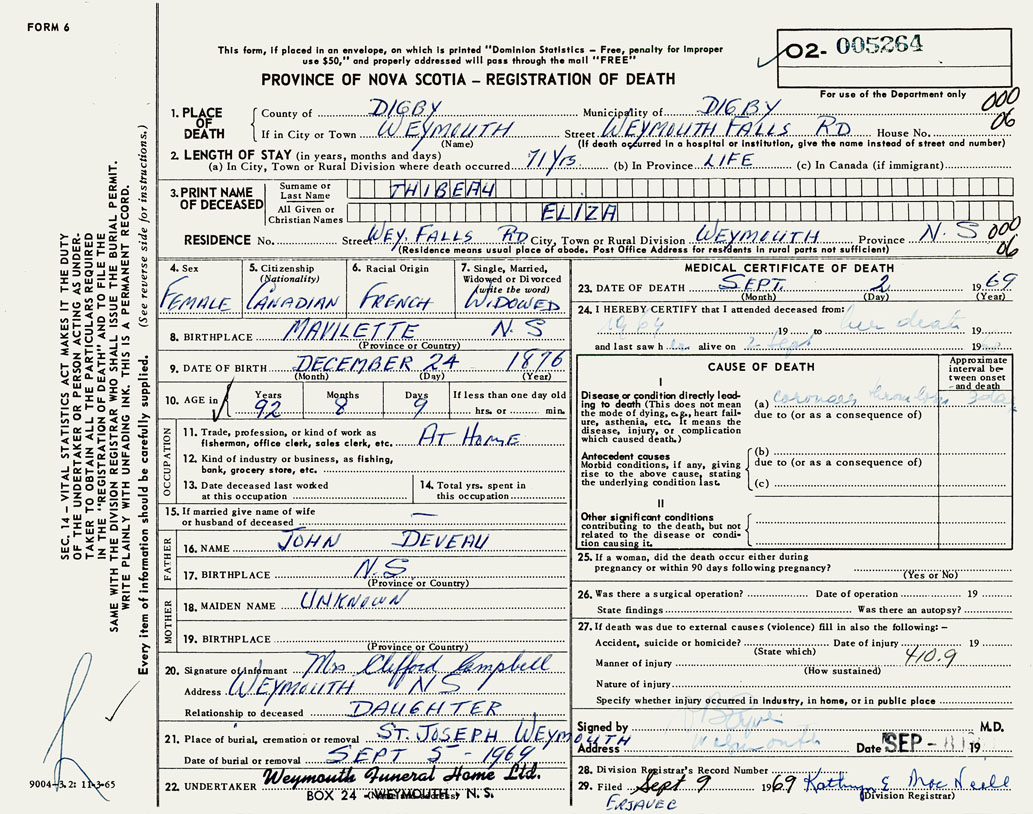 FORM 6
This form, if placed in an envelope, on which is printed "Dominion Statistics — Free, penalty for improper
use $50," and properly addressed will pass through the mail "FREE"
O2- 005264
PROVINCE OF NOVA SCOTIA — REGISTRATION OF DEATH
For use of the Department only
000
06
1. PLACE OF DEATH
County of DIGBY Municipality of DIGBY
If in City or Town WEYMOUTH Street WEYMOUTH FALLS RD House No.
(Name) (If death occurred in a hospital or institution, give the name instead of street and number)
2. LENGTH OF STAY (in years, months and days)
(a) In City, Town or Rural Division where death occurred 71 yrs (b) In Province LIFE (c) In Canada (if immigrant)
3. PRINT NAME OF DECEASED
Surname or Last Name THIBEAU
All Given or Christian Names ELIZA
RESIDENCE No. Street WEY. FALLS RD City, Town or Rural Division WEYMOUTH Province N. S
000
06
(Residence means usual place of abode. Post Office Address for residents in rural parts not sufficient)
4. Sex
FEMALE
5. Citizenship
(Nationality)
CANADIAN
6. Racial Origin
FRENCH
7. Single, Married,
Widowed or Divorced
(write the word)
WIDOWED
8. BIRTHPLACE MAVILETTE N. S
(Province or Country)
9. DATE OF BIRTH DECEMBER 24 1876
(Month) (Day) (Year)
10. AGE in Years Months Days If less than one day old
92 8 9 hrs. or min.
OCCUPATION
11. Trade, profession, or kind of work as
fisherman, office clerk, sales clerk, etc. AT HOME
12. Kind of industry or business, as fishing,
bank, grocery store, etc.
13. Date deceased last worked
at this occupation
14. Total yrs. spent in
this occupation
15. If married give name of wife
or husband of deceased —
FATHER
16. NAME JOHN DEVEAU
17. BIRTHPLACE N.S.
(Province or Country)
MOTHER
18. MAIDEN NAME UNKNOWN
19. BIRTHPLACE
(Province or Country)
20. Signature of informant Mrs Clifford Campbell
Address WEYMOUTH N S
Relationship to deceased DAUGHTER
21. Place of burial, cremation or removal ST. JOSEPH WEYMOUTH
Date of burial or removal SEPT 5 - 1969
22. UNDERTAKER Weymouth Funeral Home Ltd.
BOX 24 - WEYMOUTH, N. S.
MEDICAL CERTIFICATE OF DEATH
23. DATE OF DEATH SEPT. 2 1969
(Month) (Day) (Year)
24. I HEREBY CERTIFY that I attended deceased from:
19 to her death 19
and last saw h er alive on 2 Sept 19
CAUSE OF DEATH
Approximate
interval be-
tween onset
and death
I
Disease or condition directly lead-
ing to death (This does not mean
the mode of dying, e.g., heart fail-
ure, asthenia, etc. It means the
disease, injury, or complication
which caused death.)
(a) coronary
due to (or as a consequence of)
Antecedent causes
Morbid conditions, if any, giving
rise to the above cause, stating
the underlying condition last.
(b)
due to (or as a consequence of)
(c)
II
Other significant conditions
contributing to the death, but not
related to the disease or condi-
tion causing it.
25. If a woman, did the death occur either during
pregnancy or within 90 days following pregnancy?
(Yes or No)
26. Was there a surgical operation? Date of operation 19
State findings Was there an autopsy?
27. If death was due to external causes (violence) fill in also the following: —
Accident, suicide or homicide? Date of injury 19
(State which)
410.9
Manner of injury
(How sustained)
Nature of injury
Specify whether injury occurred in industry, in home, or in public place
Signed by M.D.
Address Weymouth Date SEP - 19
28. Division Registrar's Record Number
29. Filed Sept 9 1969 Kathryn E MacNeill
(Division Registrar)
ERJAVEC
SEC. 14 — VITAL STATISTICS ACT MAKES IT THE DUTY
OF THE UNDERTAKER OR PERSON ACTING AS UNDER-
TAKER TO OBTAIN ALL THE PARTICULARS REQUIRED
IN THE "REGISTRATION OF DEATH" AND TO FILE THE
SAME WITH THE DIVISION REGISTRAR WHO SHALL ISSUE THE BURIAL PERMIT.
WRITE PLAINLY WITH UNFADING INK. THIS IS A PERMANENT RECORD.
Every item of information should be carefully supplied. (See reverse side for instructions.)
9004-3.2: 11-3-65